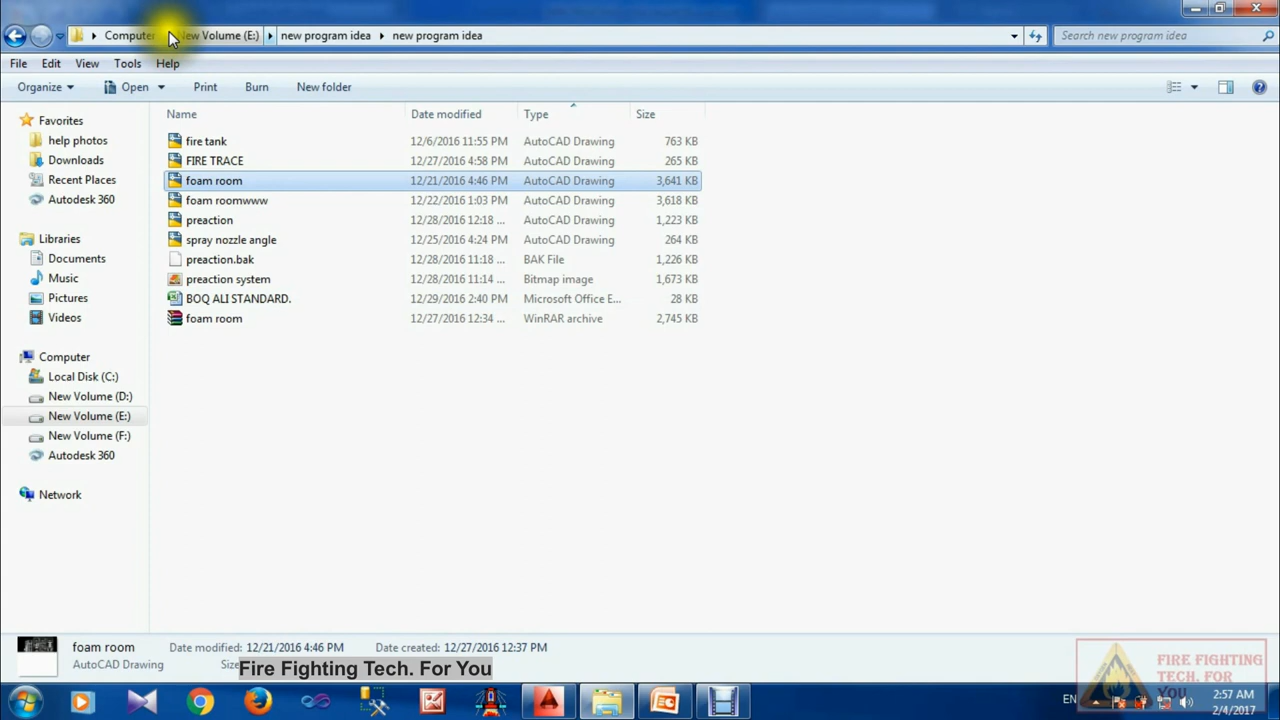 Computer New Volume (E:) new program idea new program idea
Search new program idea
File Edit View Tools Help
Organize Open Print Burn New folder
Name Date modified Type Size
Favorites
help photos
Downloads
Recent Places
Autodesk 360
Libraries
Documents
Music
Pictures
Videos
Computer
Local Disk (C:)
New Volume (D:)
New Volume (E:)
New Volume (F:)
Autodesk 360
Network
fire tank 12/6/2016 11:55 PM AutoCAD Drawing 763 KB
FIRE TRACE 12/27/2016 4:58 PM AutoCAD Drawing 265 KB
foam room 12/21/2016 4:46 PM AutoCAD Drawing 3,641 KB
foam roomwww 12/22/2016 1:03 PM AutoCAD Drawing 3,618 KB
preaction 12/28/2016 12:18 ... AutoCAD Drawing 1,223 KB
spray nozzle angle 12/25/2016 4:24 PM AutoCAD Drawing 264 KB
preaction.bak 12/28/2016 11:18 ... BAK File 1,226 KB
preaction system 12/28/2016 11:14 ... Bitmap image 1,673 KB
BOQ ALI STANDARD. 12/29/2016 2:40 PM Microsoft Office E... 28 KB
foam room 12/27/2016 12:34 ... WinRAR archive 2,745 KB
foam room Date modified: 12/21/2016 4:46 PM Date created: 12/27/2016 12:37 PM
AutoCAD Drawing Size
Fire Fighting Tech. For You
FIRE FIGHTING
TECH. FOR
YOU
EN
2:57 AM
2/4/2017